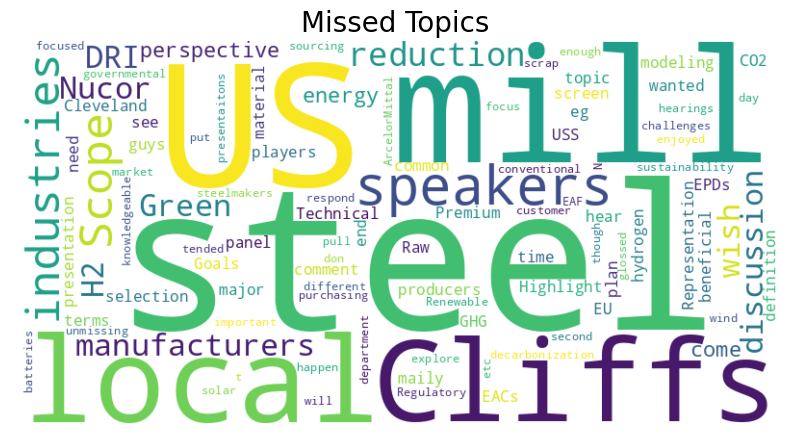 Missed Topics
focused
sourcing
DRI
perspective
reduction
governmental
scrap
enough
modeling
CO2
Nucor
US
mill
topic
energy
screen
wanted
Cleveland
material
presentaitons
ArcelorMittal
focus
eg
hearings
day
industries
Scope
see
put
guys
players
USS
challenges
enjoyed
need
market
common
conventional
N
sustainability
speakers
steelmakers
respond
EAF
EPDs
Green
Technical
Premium
customer
hear
wish
discussion
knowledgeable
H2
steel
tended
panel
pull
end
Raw
time
though
glossed
hydrogen
Representation
beneficial
definition
presentation
Goals
don
comment
selection
major
different
purchasing
producers
Renewable
Highlight
EU
plan
terms
important
GHG
wind
unmissing
manufacturers
department
second
come
local
Cliffs
batteries
happen
explore
etc
decarbonization
t
maily
solar
will
Regulatory
EACs